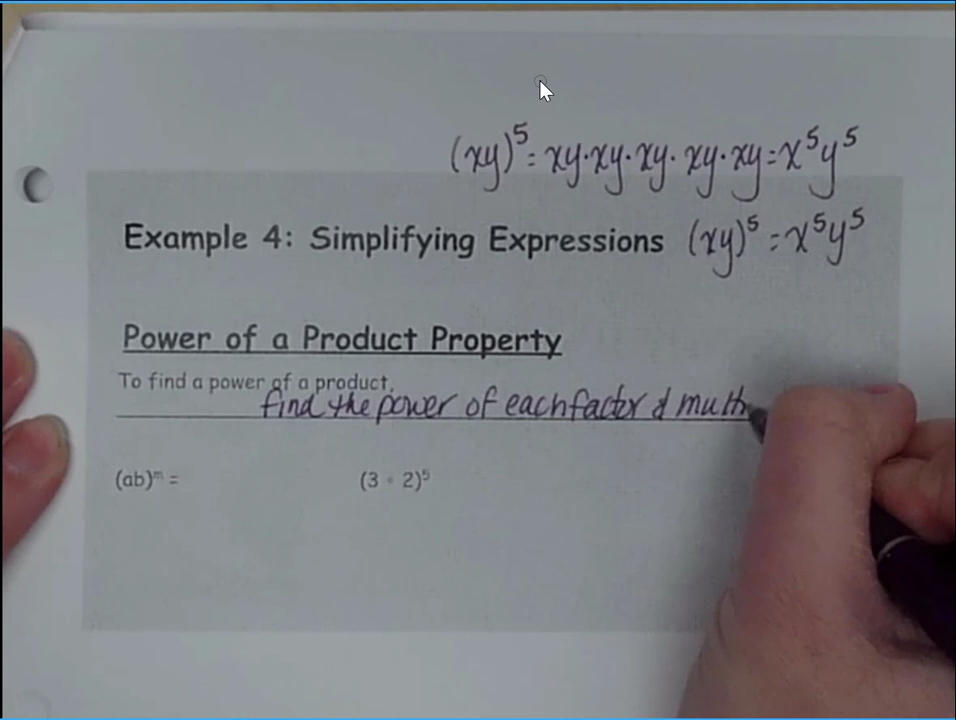 (xy)⁵ = xy · xy · xy · xy · xy = x⁵y⁵
Example 4: Simplifying Expressions (xy)⁵ = x⁵y⁵
Power of a Product Property
To find a power of a product,
find the power of each factor & mult
(ab)ᵐ = (3 · 2)⁵